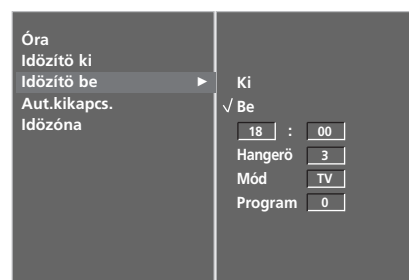 Óra
Idözítö ki
Idözítö be ►
Aut.kikapcs.
Idözóna
Ki
√ Be
18 : 00
Hangerö 3
Mód TV
Program 0